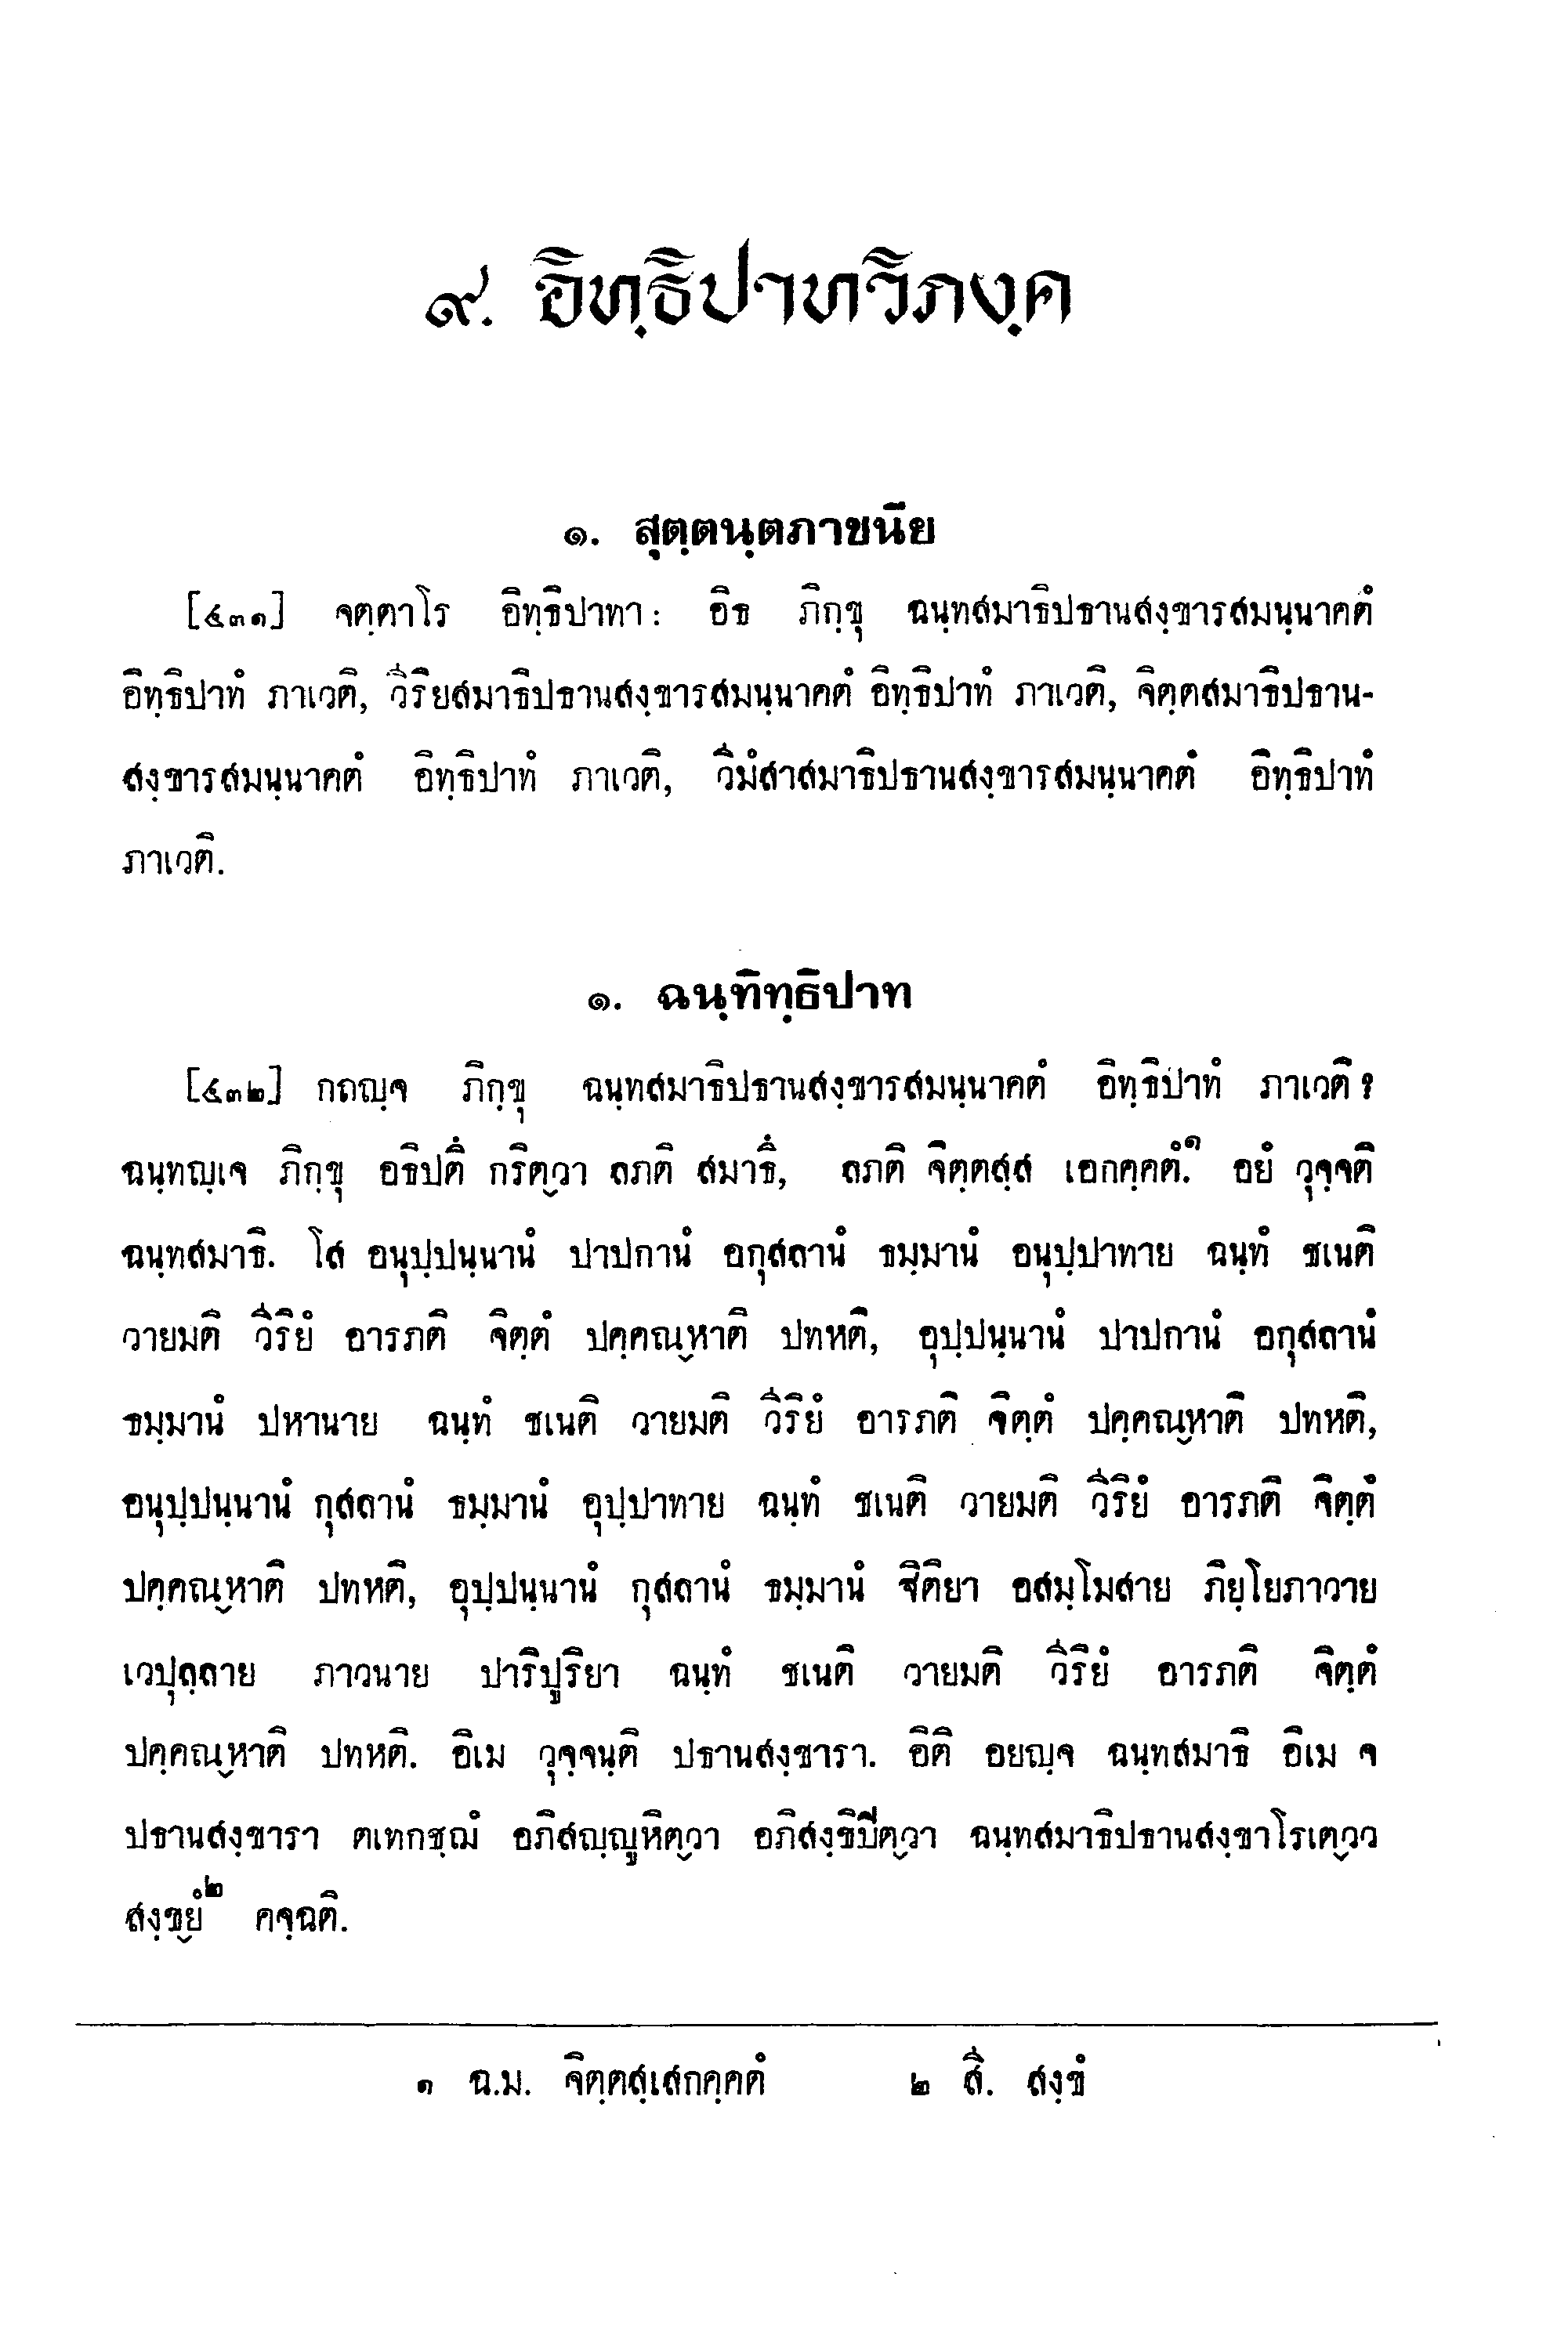 ๙. อิทฺธิปาทวิภงฺค
๑. สุตฺตนฺตภาชนีย
[๔๓๑] จตฺตาโร อิทฺธิปาทา: อิธ ภิกฺขุ ฉนฺทสมาธิปธานสงฺขารสมนฺนาคตํ
อิทฺธิปาทํ ภาเวติ, วิ่ริยสมาธิปธานสงฺขารสมนฺนาคตํ อิทฺธิปาทํ ภาเวติ, จิตฺตสมาธิปธาน-
สงฺขารสมนฺนาคตํ อิทฺธิปาทํ ภาเวติ, วิ่มํสาสมาธิปธานสงฺขารสมนฺนาคตํ อิทฺธิปาทํ
ภาเวติ.
๑. ฉนฺทิทฺธิปาท
[๔๓๒] กถญฺจ ภิกฺขุ ฉนฺทสมาธิปธานสงฺขารสมนฺนาคตํ อิทฺธิปาทํ ภาเวติ?
ฉนฺทญฺเจ ภิกฺขุ อธิปตึ กริตฺวา ลภติ สมาธึ, ลภติ จิตฺตสฺส เอกคฺคตํ.๑ อยํ วุจฺจติ
ฉนฺทสมาธิ. โส อนุปฺปนฺนานํ ปาปกานํ อกุสลานํ ธมฺมานํ อนุปฺปาทาย ฉนฺทํ ชเนติ
วายมติ วิ่ริยํ อารภติ จิตฺตํ ปคฺคณฺหาติ ปทหติ, อุปฺปนฺนานํ ปาปกานํ อกุสลานํ
ธมฺมานํ ปหานาย ฉนฺทํ ชเนติ วายมติ วิ่ริยํ อารภติ จิตฺตํ ปคฺคณฺหาติ ปทหติ,
อนุปฺปนฺนานํ กุสลานํ ธมฺมานํ อุปฺปาทาย ฉนฺทํ ชเนติ วายมติ วิ่ริยํ อารภติ จิตฺตํ
ปคฺคณฺหาติ ปทหติ, อุปฺปนฺนานํ กุสลานํ ธมฺมานํ ฐิติยา อสมฺโมสาย ภิยฺโยภาวาย
เวปุลฺลาย ภาวนาย ปาริปูริยา ฉนฺทํ ชเนติ วายมติ วิ่ริยํ อารภติ จิตฺตํ
ปคฺคณฺหาติ ปทหติ. อิเม วุจฺจนฺติ ปธานสงฺขารา. อิติ อยญฺจ ฉนฺทสมาธิ อิเม จ
ปธานสงฺขารา ตเทกชฺฌํ อภิสญฺญูหิตฺวา อภิสงฺขิปิตฺวา ฉนฺทสมาธิปธานสงฺขาโรเตฺวว
สงฺขฺยํ๒ คจฺฉติ.
๑ ฉ.ม. จิตฺตสฺเสกคฺคตํ ๒ สี. สงฺขํ